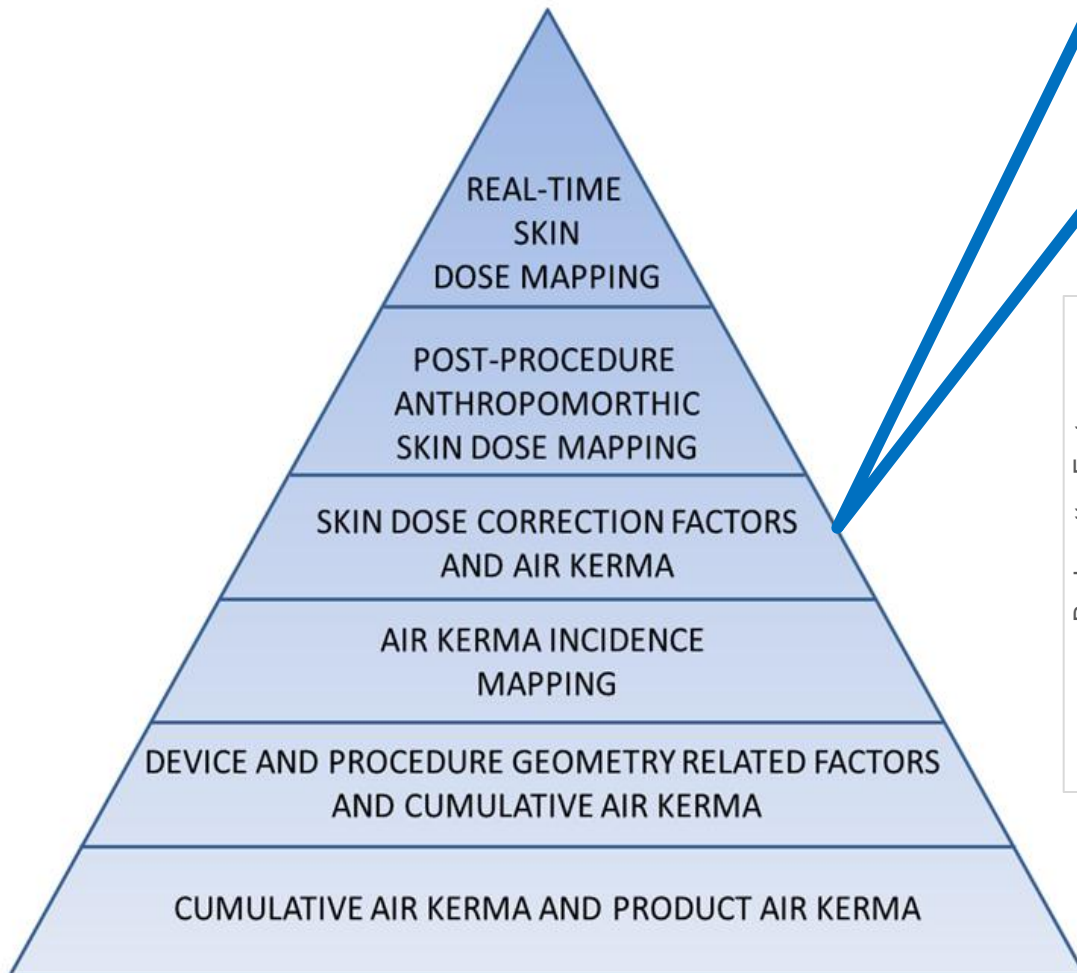 REAL-TIME
SKIN
DOSE MAPPING
POST-PROCEDURE
ANTHROPOMORTHIC
SKIN DOSE MAPPING
SKIN DOSE CORRECTION FACTORS
AND AIR KERMA
AIR KERMA INCIDENCE
MAPPING
DEVICE AND PROCEDURE GEOMETRY RELATED FACTORS
AND CUMULATIVE AIR KERMA
CUMULATIVE AIR KERMA AND PRODUCT AIR KERMA